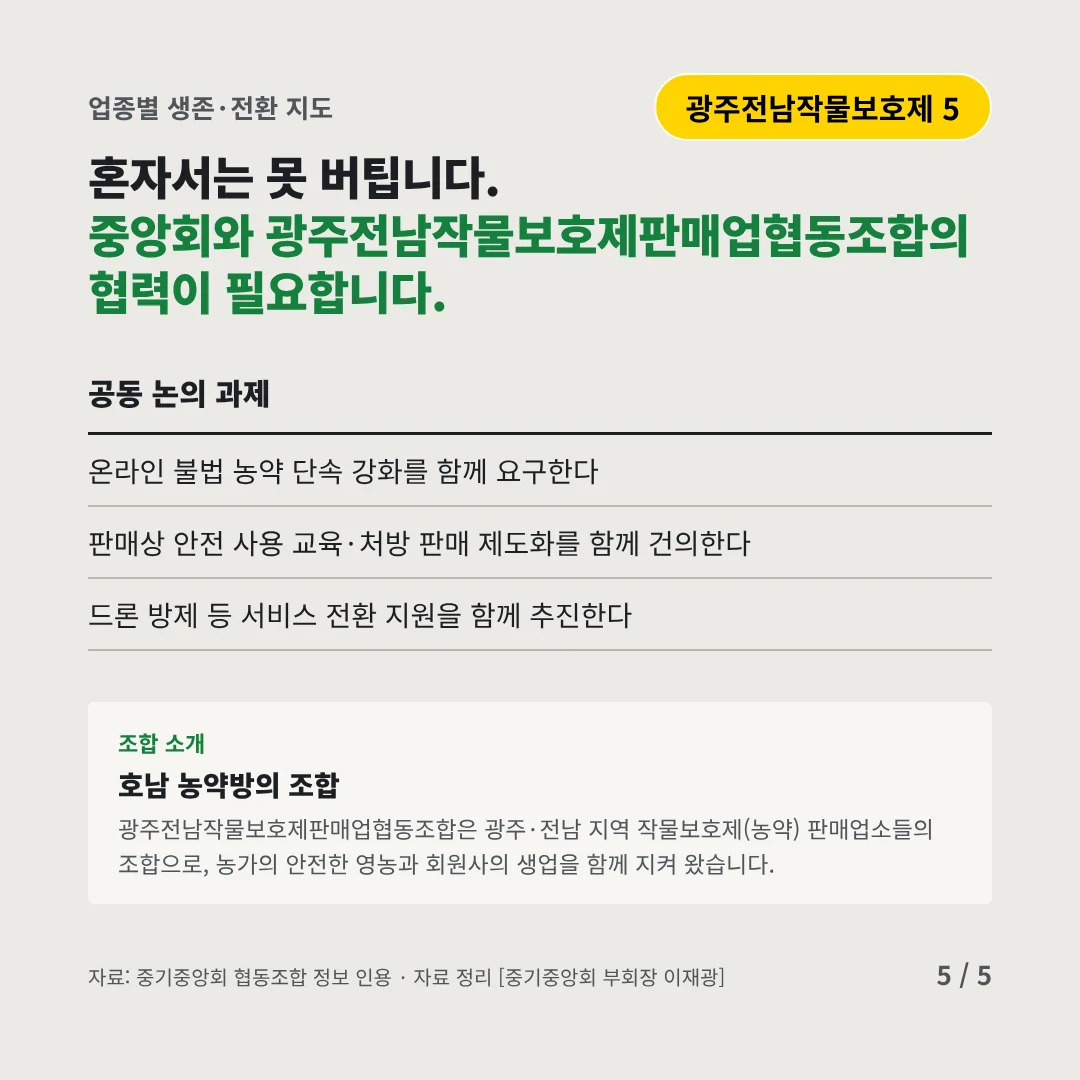 업종별 생존·전환 지도
광주전남작물보호제 5
혼자서는 못 버팁니다.
중앙회와 광주전남작물보호제판매업협동조합의
협력이 필요합니다.
공동 논의 과제
온라인 불법 농약 단속 강화를 함께 요구한다
판매상 안전 사용 교육·처방 판매 제도화를 함께 건의한다
드론 방제 등 서비스 전환 지원을 함께 추진한다
조합 소개
호남 농약방의 조합
광주전남작물보호제판매업협동조합은 광주·전남 지역 작물보호제(농약) 판매업소들의
조합으로, 농가의 안전한 영농과 회원사의 생업을 함께 지켜 왔습니다.
자료: 중기중앙회 협동조합 정보 인용 · 자료 정리 [중기중앙회 부회장 이재광]
5 / 5